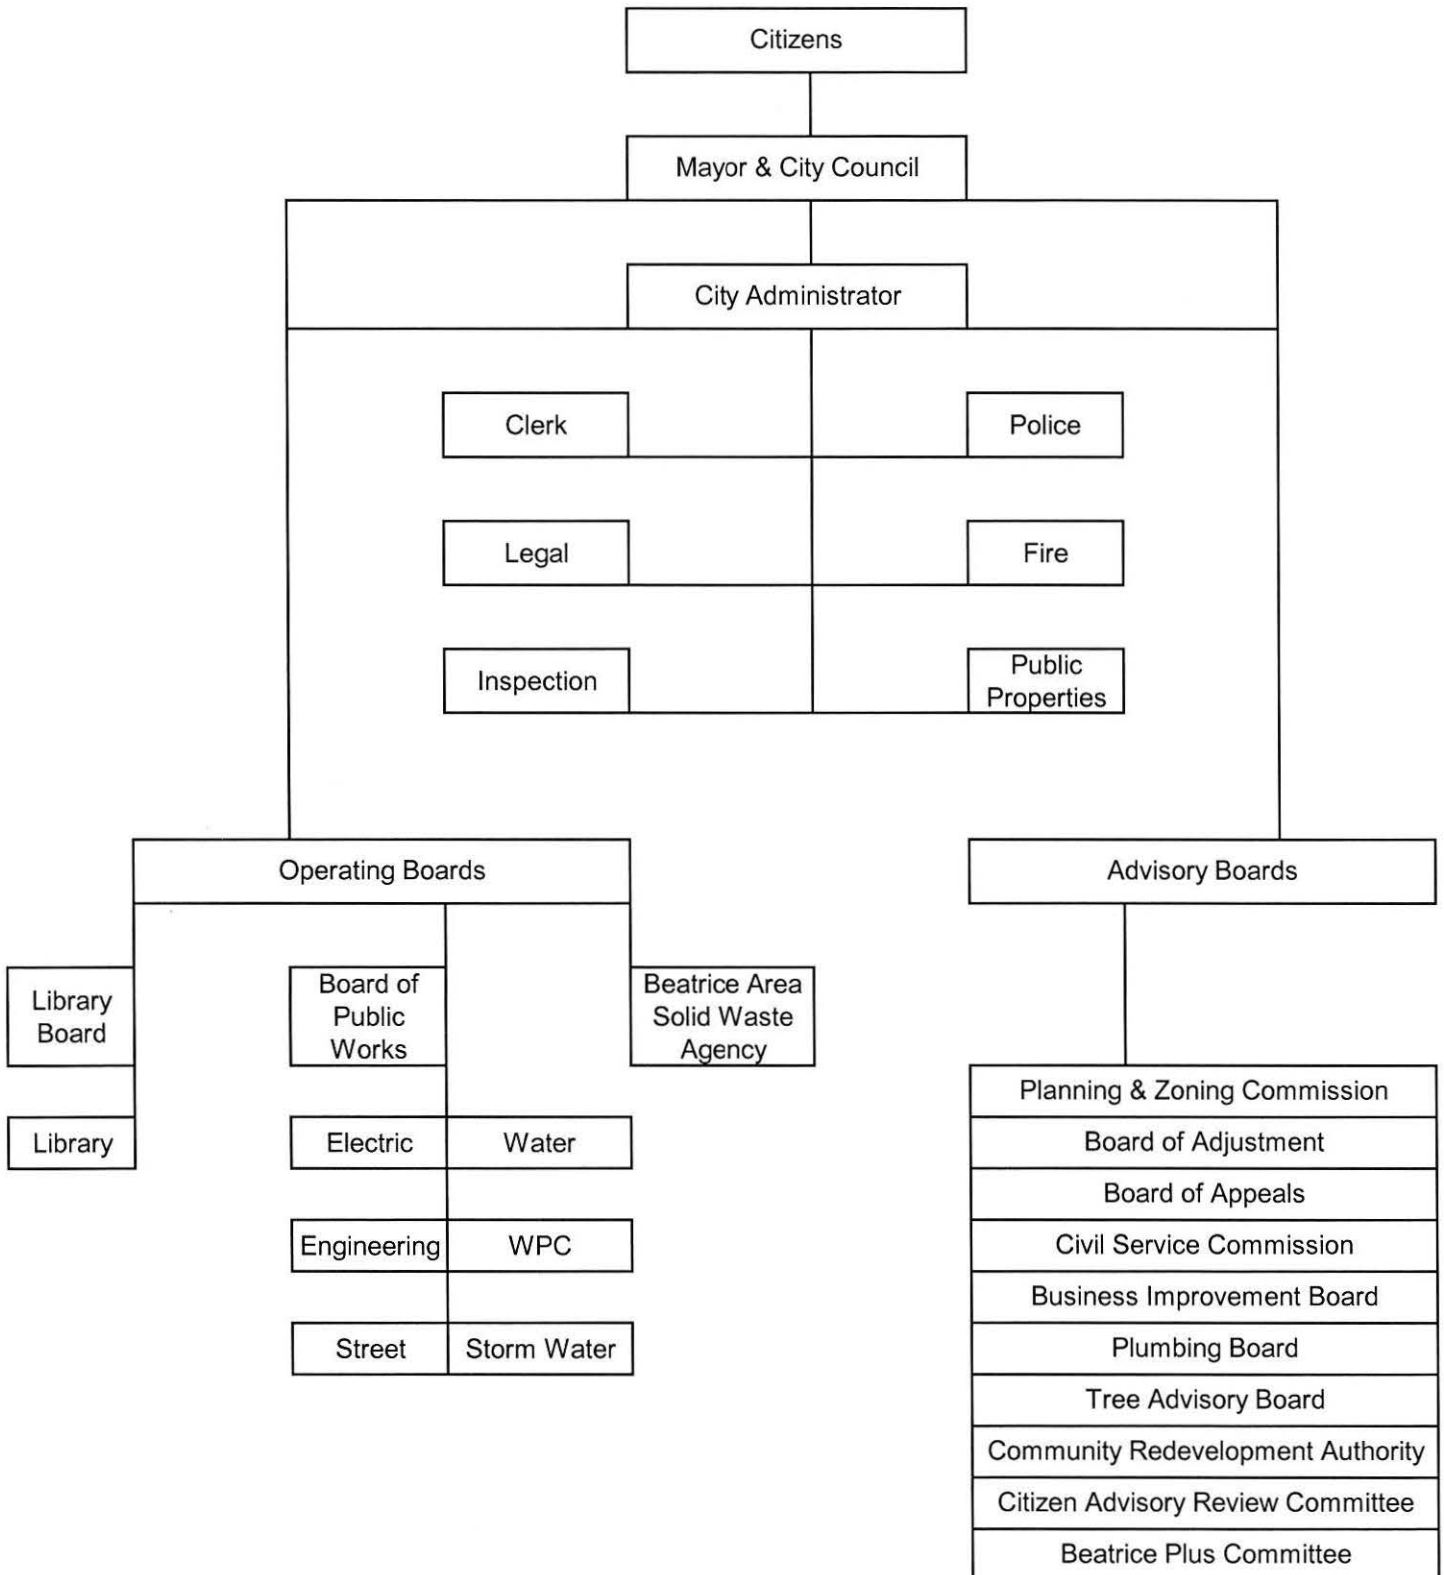 Citizens
Mayor & City Council
City Administrator
Clerk
Police
Legal
Fire
Inspection
Public
Properties
Operating Boards
Advisory Boards
Library
Board
Board of
Public
Works
Beatrice Area
Solid Waste
Agency
Library
Electric
Water
Engineering
WPC
Street
Storm Water
Planning & Zoning Commission
Board of Adjustment
Board of Appeals
Civil Service Commission
Business Improvement Board
Plumbing Board
Tree Advisory Board
Community Redevelopment Authority
Citizen Advisory Review Committee
Beatrice Plus Committee